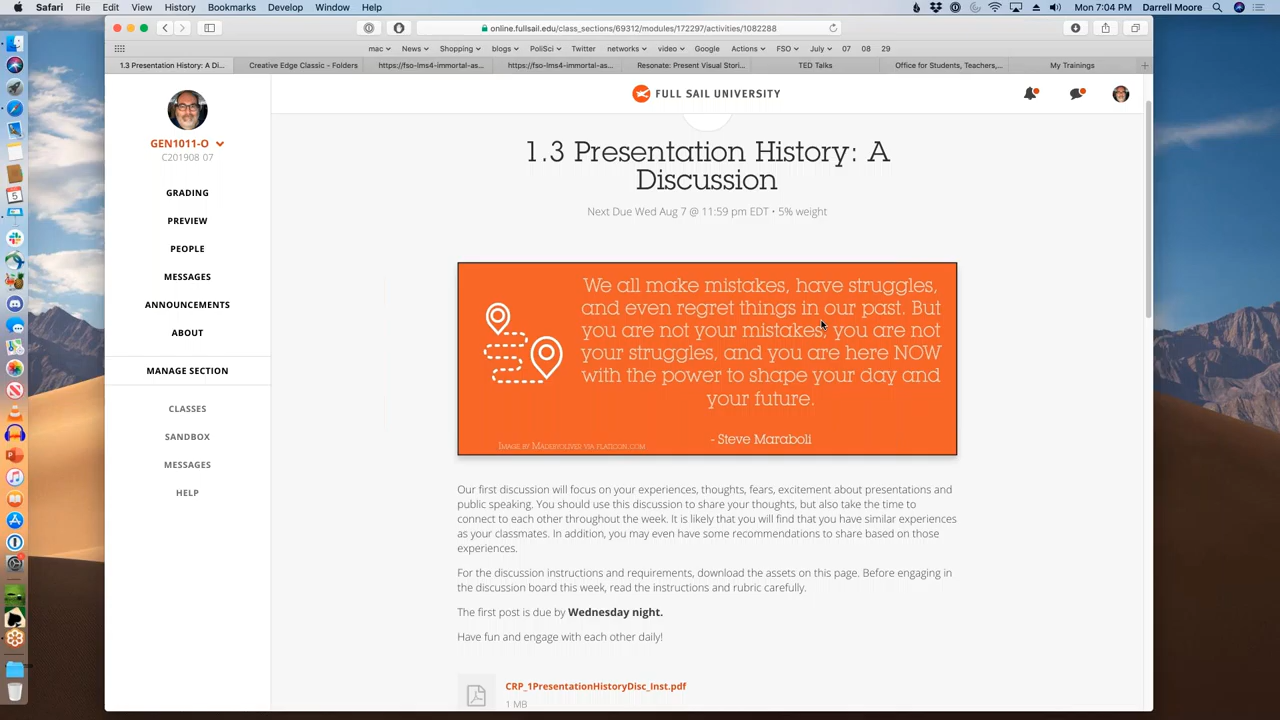 Safari File Edit View History Bookmarks Develop Window Help
Mon 7:04 PM Darrell Moore
online.fullsail.edu/class_sections/69312/modules/172297/activities/1082288
mac News Shopping blogs PoliSci Twitter networks video Google Actions FSO July 07 08 29
1.3 Presentation History: A Di... Creative Edge Classic - Folders https://fso-lms4-immortal-as... https://fso-lms4-immortal-as... Resonate: Present Visual Stori... TED Talks Office for Students, Teachers,... My Trainings
FULL SAIL UNIVERSITY
GEN1011-O
C201908 07
GRADING
PREVIEW
PEOPLE
MESSAGES
ANNOUNCEMENTS
ABOUT
MANAGE SECTION
CLASSES
SANDBOX
MESSAGES
HELP
1.3 Presentation History: A
Discussion
Next Due Wed Aug 7 @ 11:59 pm EDT • 5% weight
We all make mistakes, have struggles,
and even regret things in our past. But
you are not your mistakes, you are not
your struggles, and you are here NOW
with the power to shape your day and
your future.
- Steve Maraboli
Our first discussion will focus on your experiences, thoughts, fears, excitement about presentations and
public speaking. You should use this discussion to share your thoughts, but also take the time to
connect to each other throughout the week. It is likely that you will find that you have similar experiences
as your classmates. In addition, you may even have some recommendations to share based on those
experiences.
For the discussion instructions and requirements, download the assets on this page. Before engaging in
the discussion board this week, read the instructions and rubric carefully.
The first post is due by Wednesday night.
Have fun and engage with each other daily!
CRP_1PresentationHistoryDisc_Inst.pdf
1 MB